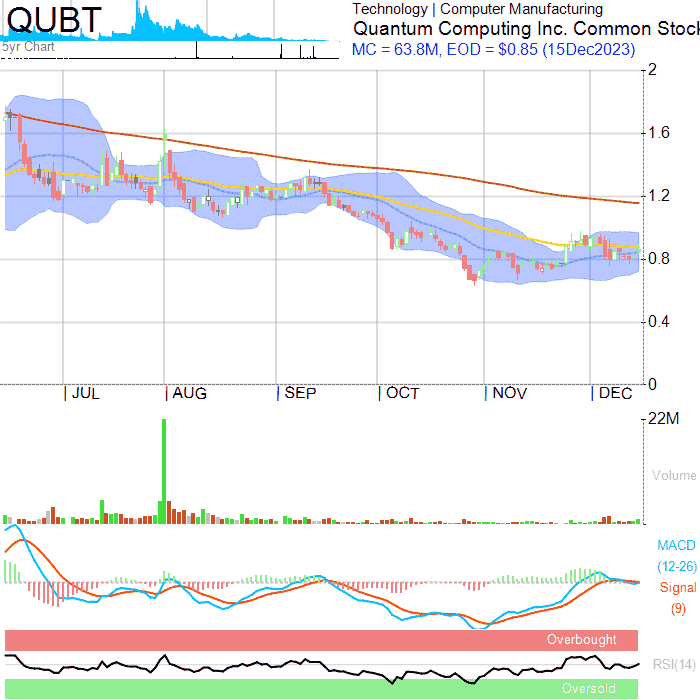 QUBT
5yr Chart
Technology | Computer Manufacturing
Quantum Computing Inc. Common Stock
MC = 63.8M, EOD = $0.85 (15Dec2023)
2
1.6
1.2
0.8
0.4
0
JUL AUG SEP OCT NOV DEC
22M
Volume
MACD
(12-26)
Signal
(9)
Overbought
RSI(14)
Oversold